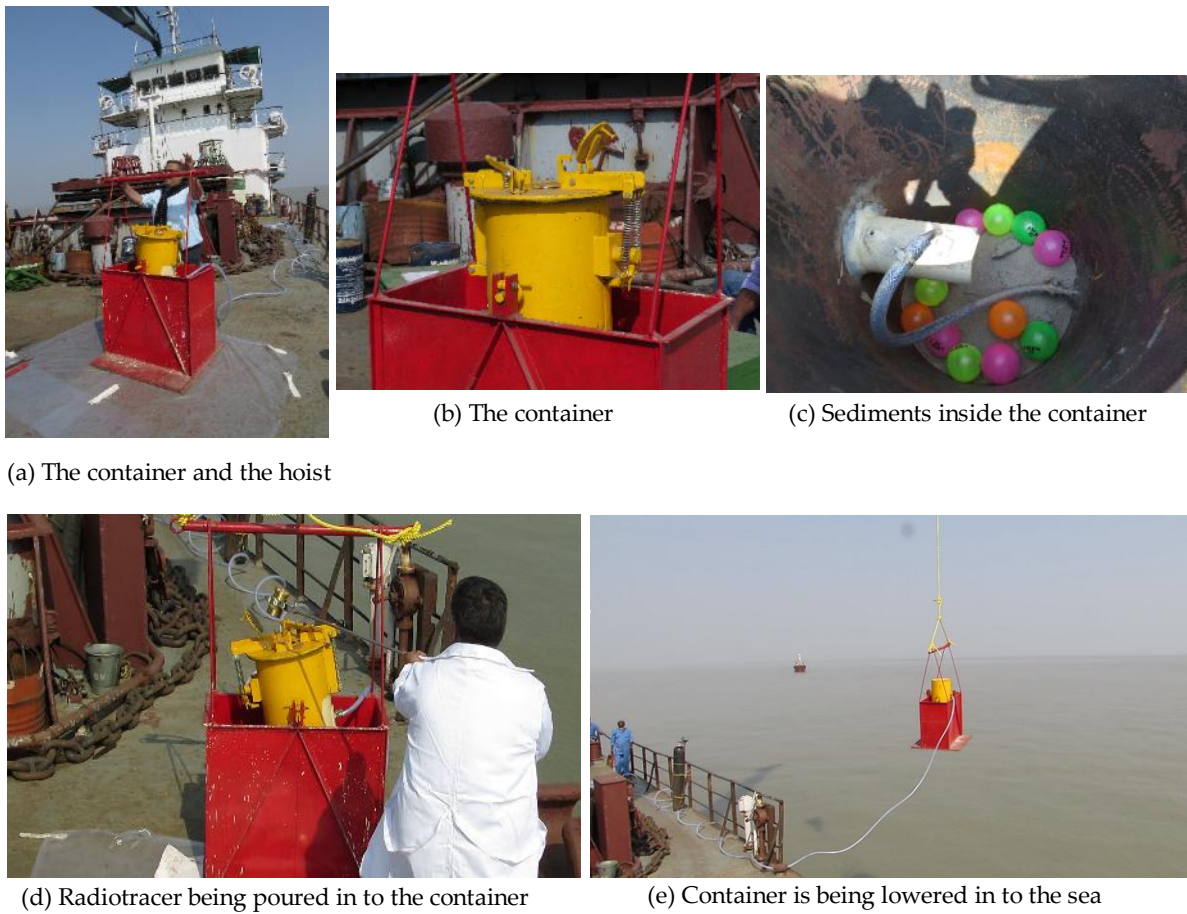 (b) The container
(c) Sediments inside the container
(a) The container and the hoist
(d) Radiotracer being poured in to the container
(e) Container is being lowered in to the sea